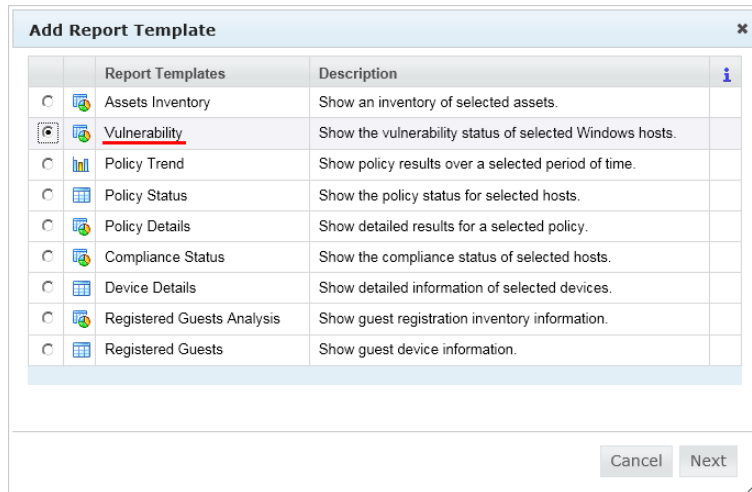 Add Report Template
Report Templates Description i
Assets Inventory Show an inventory of selected assets.
Vulnerability Show the vulnerability status of selected Windows hosts.
Policy Trend Show policy results over a selected period of time.
Policy Status Show the policy status for selected hosts.
Policy Details Show detailed results for a selected policy.
Compliance Status Show the compliance status of selected hosts.
Device Details Show detailed information of selected devices.
Registered Guests Analysis Show guest registration inventory information.
Registered Guests Show guest device information.
Cancel Next